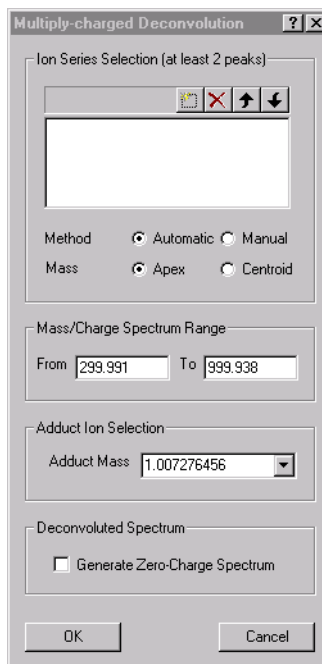 Multiply-charged Deconvolution
Ion Series Selection (at least 2 peaks)
Method Automatic Manual
Mass Apex Centroid
Mass/Charge Spectrum Range
From 299.991 To 999.938
Adduct Ion Selection
Adduct Mass 1.007276456
Deconvoluted Spectrum
Generate Zero-Charge Spectrum
OK Cancel